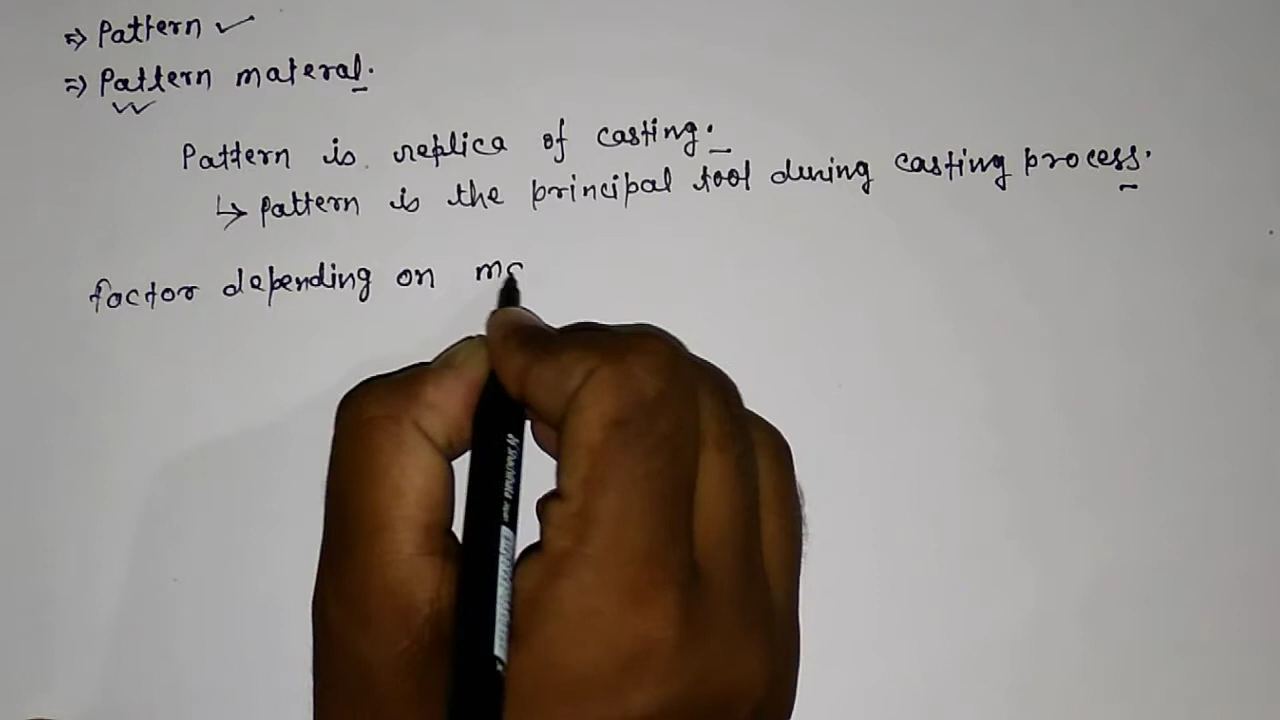 ⇒ Pattern ✓
⇒ Pattern materal.
Pattern is replica of casting.
↳ pattern is the principal tool during casting process.
factor depending on